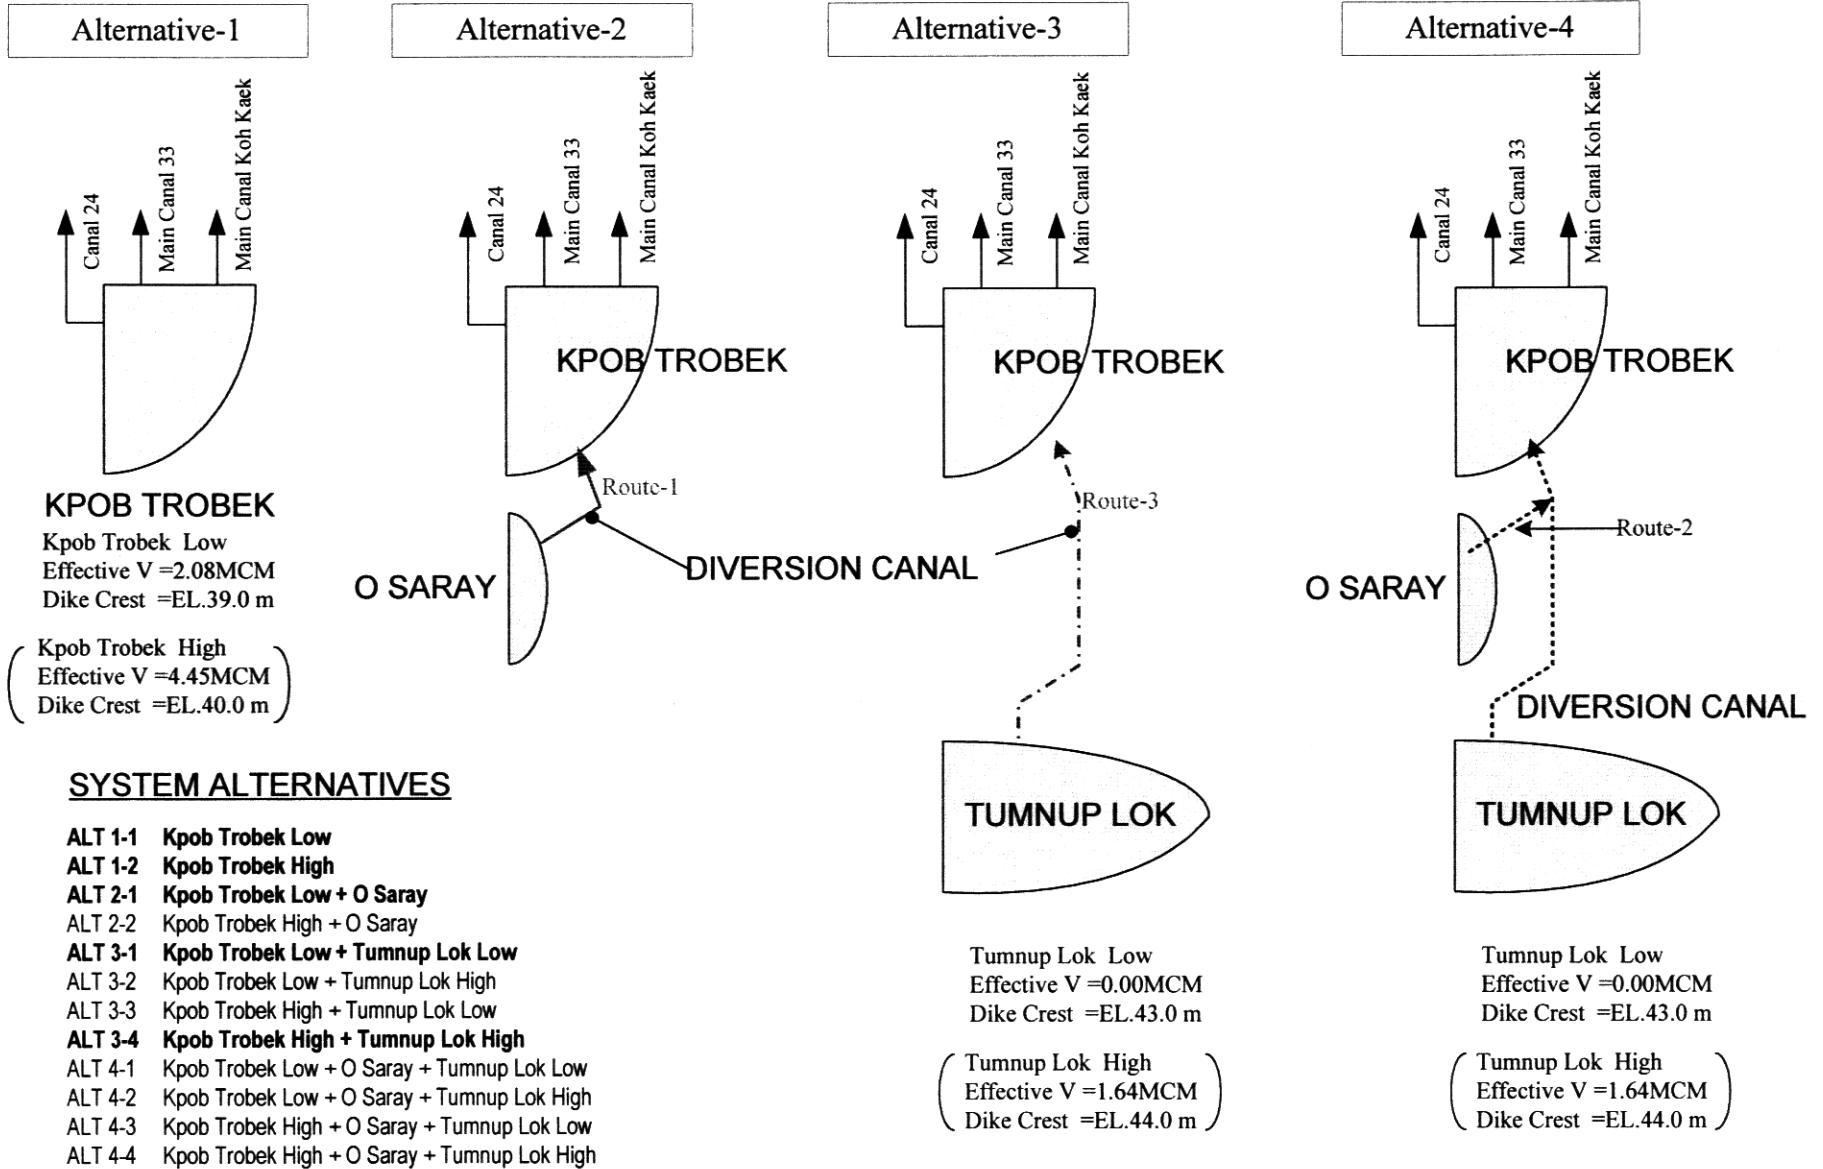 Alternative-1
Canal 24
Main Canal 33
Main Canal Koh Kaek
KPOB TROBEK
Kpob Trobek Low
Effective V =2.08MCM
Dike Crest =EL.39.0 m
Kpob Trobek High
Effective V =4.45MCM
Dike Crest =EL.40.0 m
Alternative-2
Canal 24
Main Canal 33
Main Canal Koh Kaek
KPOB TROBEK
Route-1
O SARAY
DIVERSION CANAL
Alternative-3
Canal 24
Main Canal 33
Main Canal Koh Kaek
KPOB TROBEK
Route-3
TUMNUP LOK
Tumnup Lok Low
Effective V =0.00MCM
Dike Crest =EL.43.0 m
Tumnup Lok High
Effective V =1.64MCM
Dike Crest =EL.44.0 m
Alternative-4
Canal 24
Main Canal 33
Main Canal Koh Kaek
KPOB TROBEK
Route-2
O SARAY
DIVERSION CANAL
TUMNUP LOK
Tumnup Lok Low
Effective V =0.00MCM
Dike Crest =EL.43.0 m
Tumnup Lok High
Effective V =1.64MCM
Dike Crest =EL.44.0 m
SYSTEM ALTERNATIVES
ALT 1-1 Kpob Trobek Low
ALT 1-2 Kpob Trobek High
ALT 2-1 Kpob Trobek Low + O Saray
ALT 2-2 Kpob Trobek High + O Saray
ALT 3-1 Kpob Trobek Low + Tumnup Lok Low
ALT 3-2 Kpob Trobek Low + Tumnup Lok High
ALT 3-3 Kpob Trobek High + Tumnup Lok Low
ALT 3-4 Kpob Trobek High + Tumnup Lok High
ALT 4-1 Kpob Trobek Low + O Saray + Tumnup Lok Low
ALT 4-2 Kpob Trobek Low + O Saray + Tumnup Lok High
ALT 4-3 Kpob Trobek High + O Saray + Tumnup Lok Low
ALT 4-4 Kpob Trobek High + O Saray + Tumnup Lok High